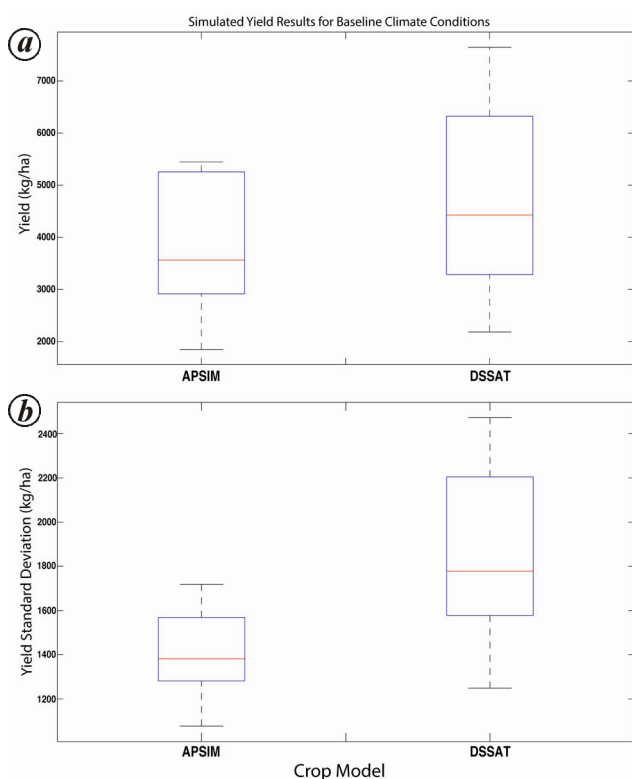 Simulated Yield Results for Baseline Climate Conditions
a
Yield (kg/ha)
7000
6000
5000
4000
3000
2000
APSIM DSSAT
b
Yield Standard Deviation (kg/ha)
2400
2200
2000
1800
1600
1400
1200
APSIM DSSAT
Crop Model